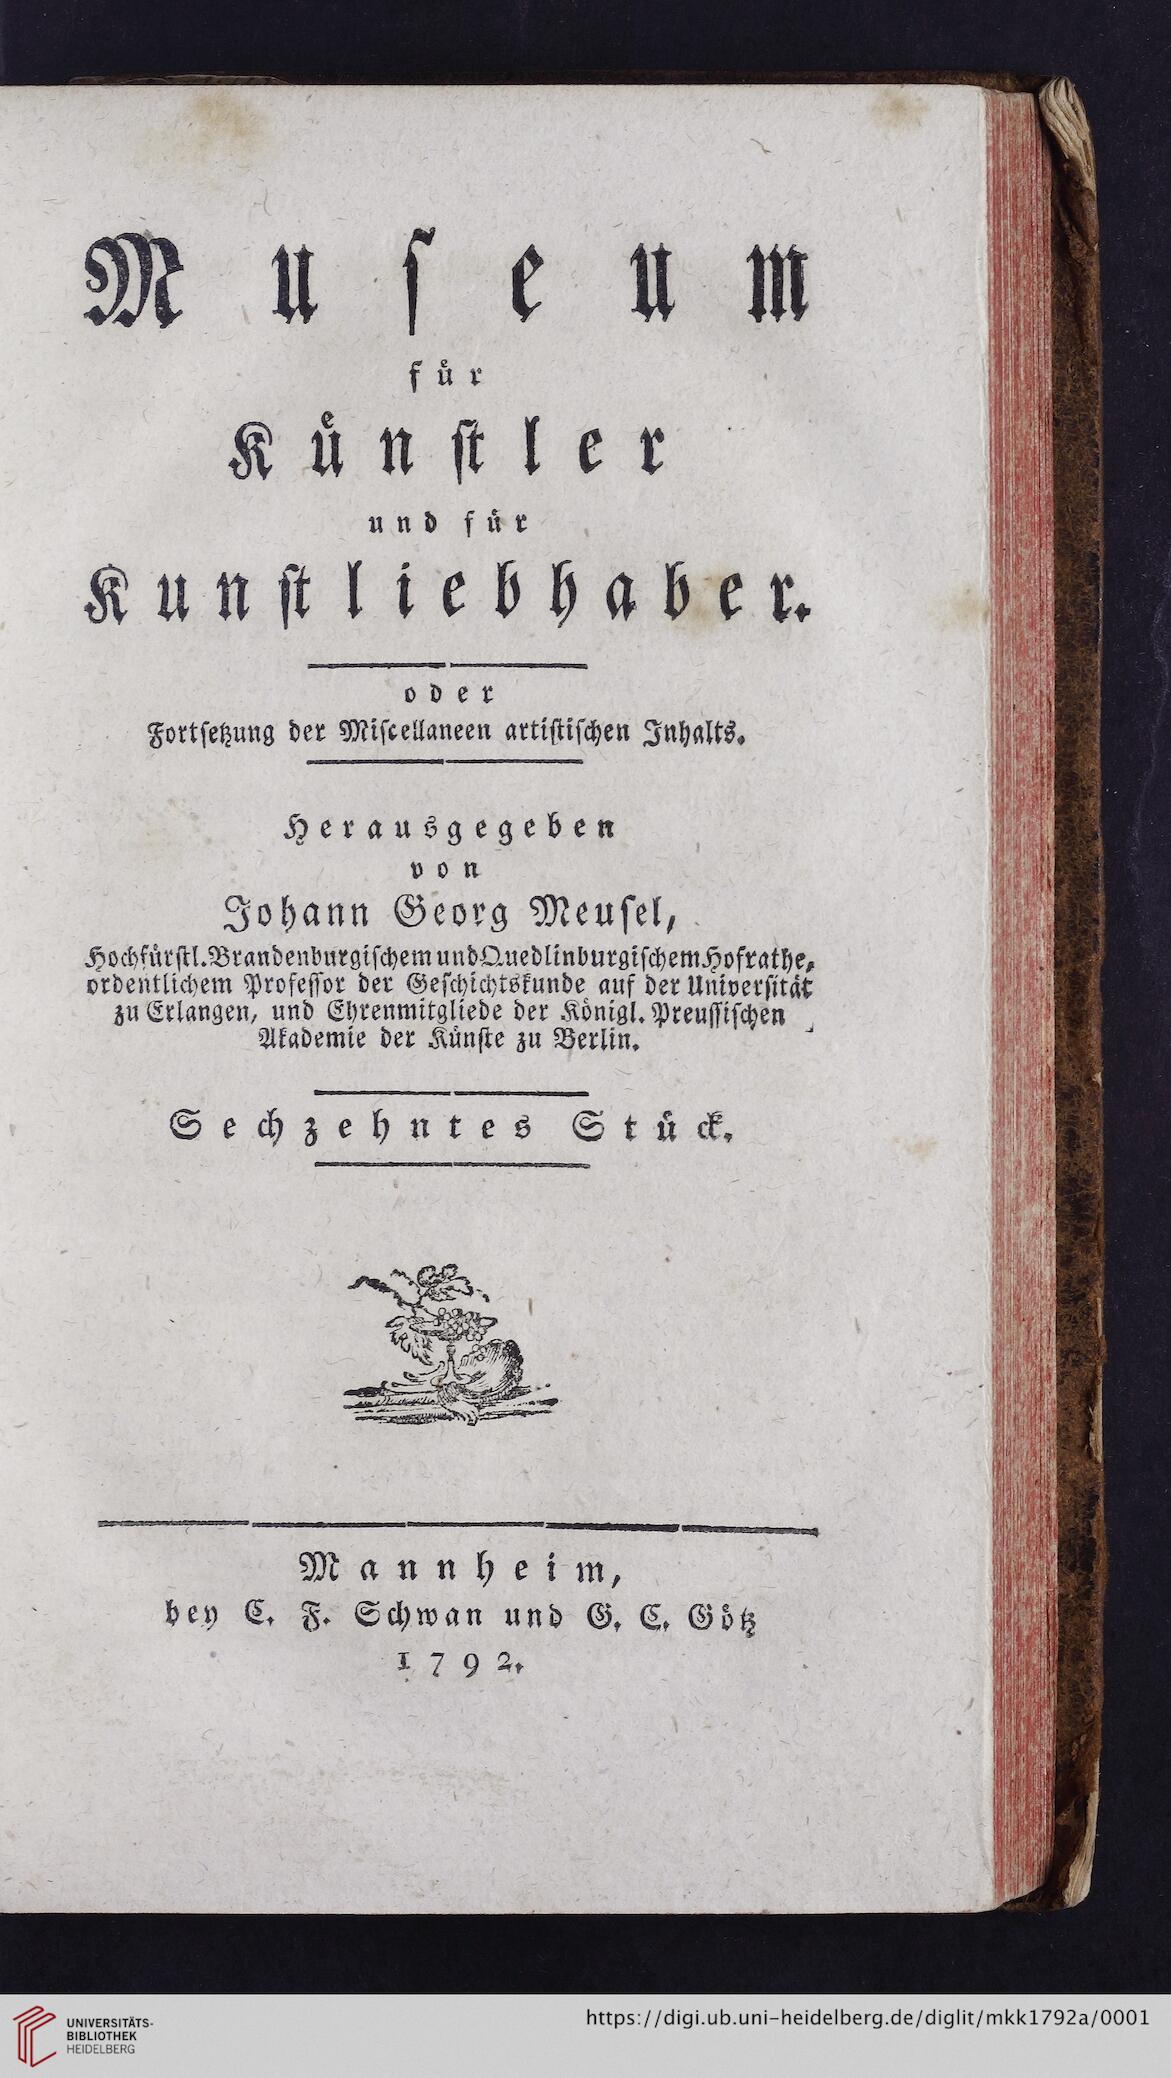 Museum
für
Kuͤnſtler
und für
Kunſtliebhaber.
oder
Fortſetzung der Miſcellaneen artiſtiſchen Inhalts.
Herausgegeben
von
Johann Georg Meuſel,
Hochfürſtl. Brandenburgiſchem und Quedlinburgiſchem Hofrathe,
ordentlichem Profeſſor der Geſchichtskunde auf der Univerſität
zu Erlangen, und Ehrenmitgliede der Königl. Preuſſiſchen
Akademie der Künſte zu Berlin.
Sechzehntes Stück.
Mannheim,
bey C. F. Schwan und G. C. Götz
1792.
UNIVERSITÄTS-
BIBLIOTHEK
HEIDELBERG
https://digi.ub.uni-heidelberg.de/diglit/mkk1792a/0001